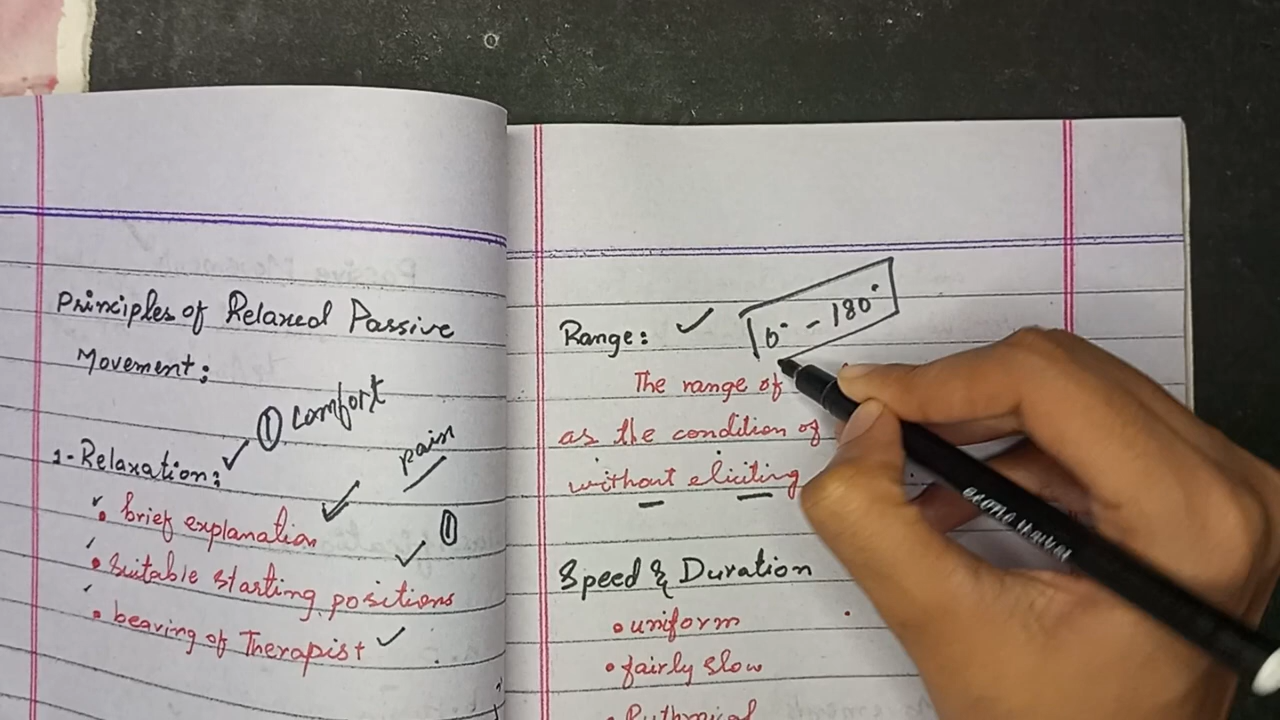 Principles of Relaxed Passive
Movement:
① comfort
1-Relaxation:
pain
• brief explanation
• Suitable starting positions
• bearing of Therapist
Range:
0° - 180°
The range of
as the condition of
without eliciting
Speed & Duration
• uniform
• fairly slow
• Rythmical